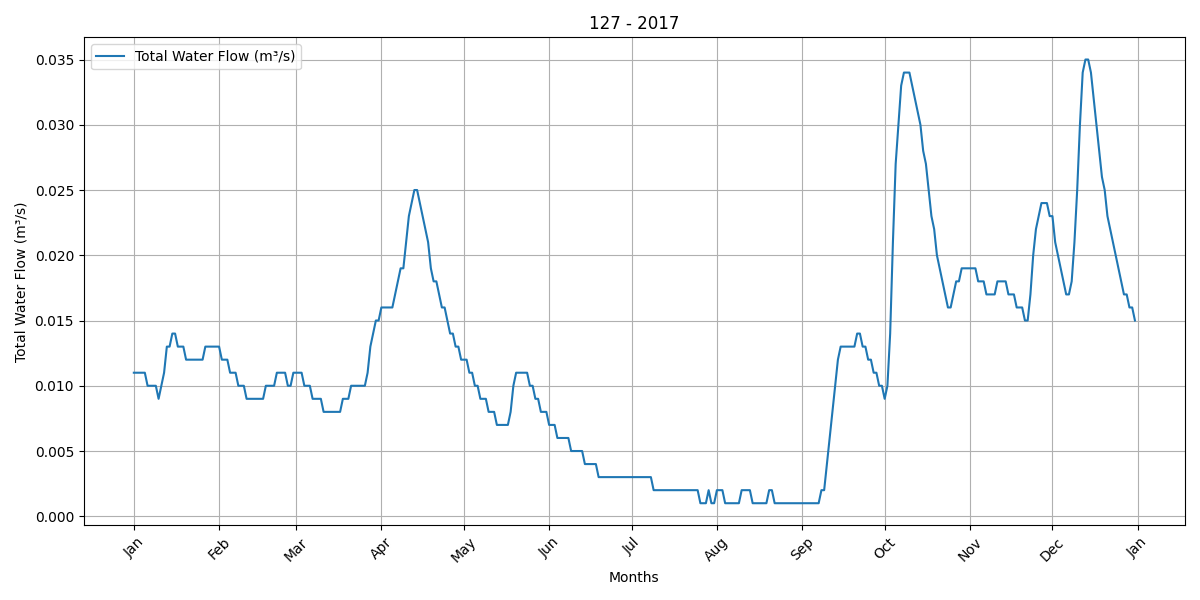 127 - 2017
Total Water Flow (m³/s)
0.035
0.030
0.025
0.020
0.015
0.010
0.005
0.000
Total Water Flow (m³/s)
Jan Feb Mar Apr May Jun Jul Aug Sep Oct Nov Dec Jan
Months